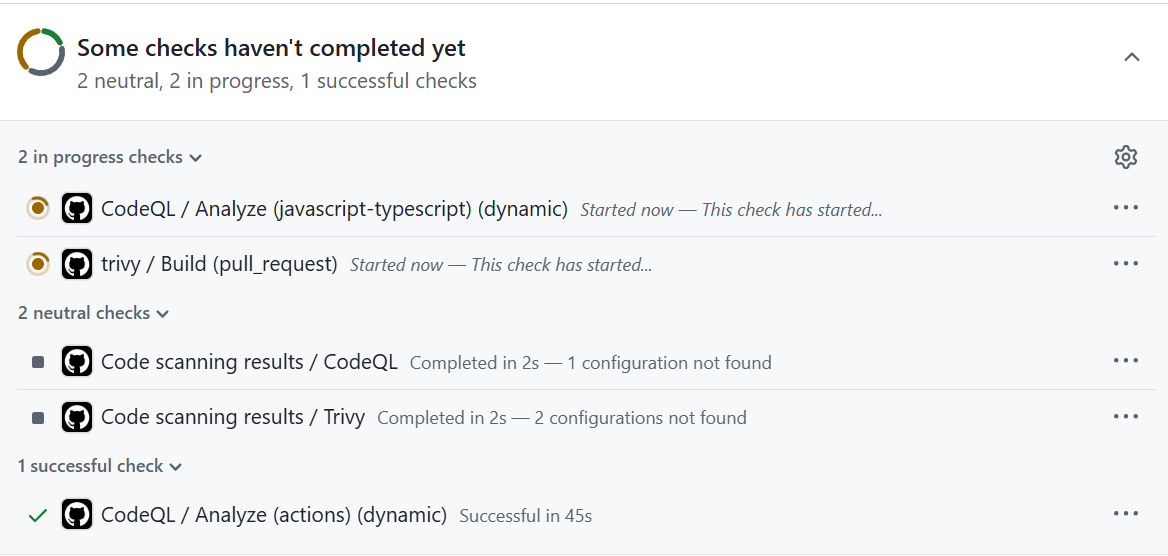 Some checks haven't completed yet
2 neutral, 2 in progress, 1 successful checks
2 in progress checks
CodeQL / Analyze (javascript-typescript) (dynamic) Started now — This check has started...
trivy / Build (pull_request) Started now — This check has started...
2 neutral checks
Code scanning results / CodeQL Completed in 2s — 1 configuration not found
Code scanning results / Trivy Completed in 2s — 2 configurations not found
1 successful check
CodeQL / Analyze (actions) (dynamic) Successful in 45s